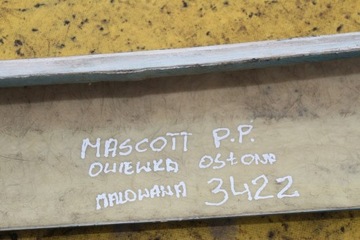 MASCOTT P.P.
OWIEWKA OSŁONA
MALOWANA 3422